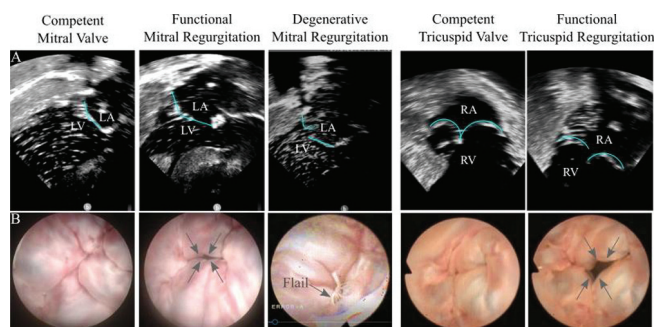 Competent
Mitral Valve
Functional
Mitral Regurgitation
Degenerative
Mitral Regurgitation
Competent
Tricuspid Valve
Functional
Tricuspid Regurgitation
A
LV LA
LA
LV
LA
LV
RA
RV
RA
RV
B
Flail